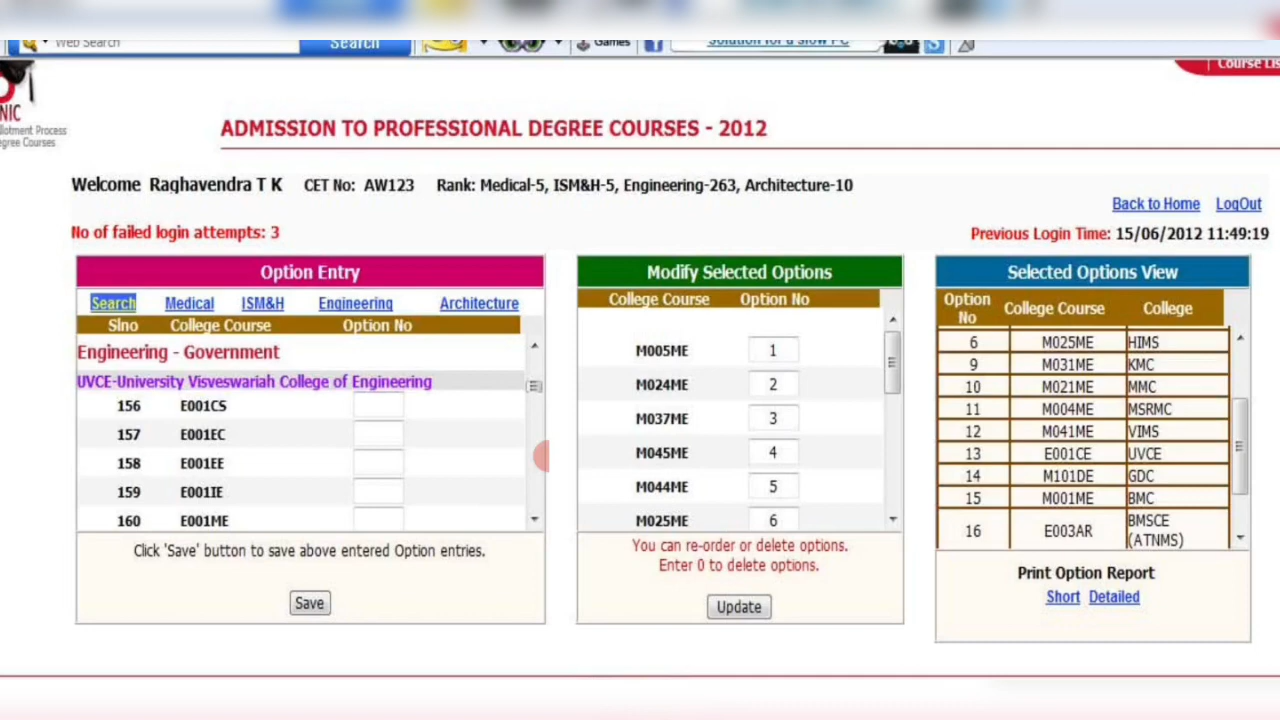 Web Search
Search
Games
Solution for a Slow PC
Course Lis
NIC
llotment Process
egree Courses
ADMISSION TO PROFESSIONAL DEGREE COURSES - 2012
Welcome Raghavendra T K CET No: AW123 Rank: Medical-5, ISM&H-5, Engineering-263, Architecture-10
Back to Home LogOut
No of failed login attempts: 3
Previous Login Time: 15/06/2012 11:49:19
Option Entry
Search Medical ISM&H Engineering Architecture
Slno College Course Option No
Engineering - Government
UVCE-University Visveswariah College of Engineering
156 E001CS
157 E001EC
158 E001EE
159 E001IE
160 E001ME
Click 'Save' button to save above entered Option entries.
Save
Modify Selected Options
College Course Option No
M005ME 1
M024ME 2
M037ME 3
M045ME 4
M044ME 5
M025ME 6
You can re-order or delete options.
Enter 0 to delete options.
Update
Selected Options View
Option No College Course College
6 M025ME HIMS
9 M031ME KMC
10 M021ME MMC
11 M004ME MSRMC
12 M041ME VIMS
13 E001CE UVCE
14 M101DE GDC
15 M001ME BMC
16 E003AR BMSCE (ATNMS)
Print Option Report
Short Detailed